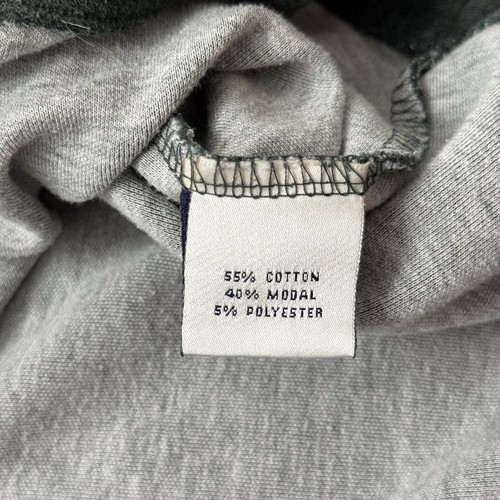 55% COTTON
40% MODAL
5% POLYESTER